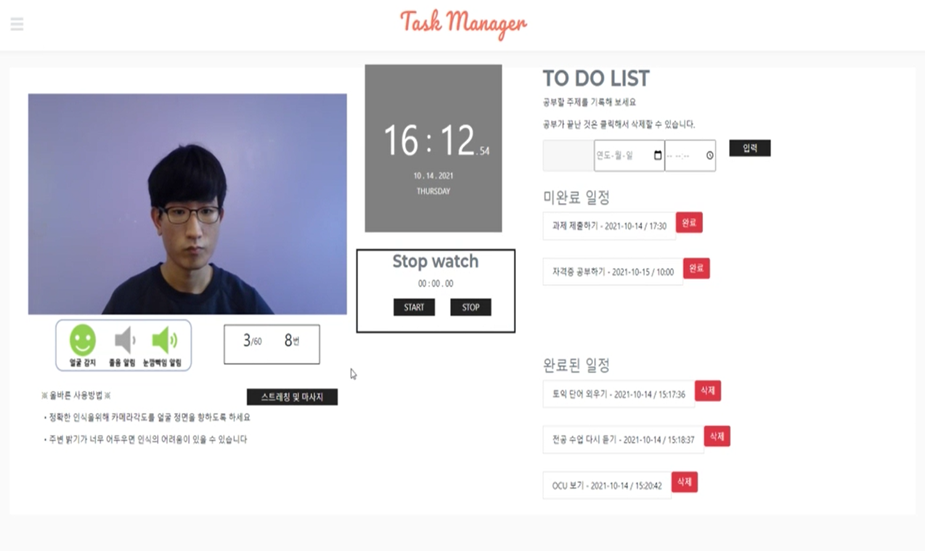 Task Manager
16 : 12 .54
10 . 14 . 2021
THURSDAY
Stop watch
00 : 00 . 00
START STOP
얼굴 감지 졸음 알림 눈깜빡임 알림
3/60 8번
스트레칭 및 마사지
※ 올바른 사용방법 ※
• 정확한 인식을위해 카메라각도를 얼굴 정면을 향하도록 하세요
• 주변 밝기가 너무 어두우면 인식의 어려움이 있을 수 있습니다
TO DO LIST
공부할 주제를 기록해 보세요
공부가 끝난 것은 클릭해서 삭제할 수 있습니다.
연도-월-일 -- --:-- 입력
미완료 일정
과제 제출하기 - 2021-10-14 / 17:30 완료
자격증 공부하기 - 2021-10-15 / 10:00 완료
완료된 일정
토익 단어 외우기 - 2021-10-14 / 15:17:36 삭제
전공 수업 다시 듣기 - 2021-10-14 / 15:18:37 삭제
OCU 보기 - 2021-10-14 / 15:20:42 삭제